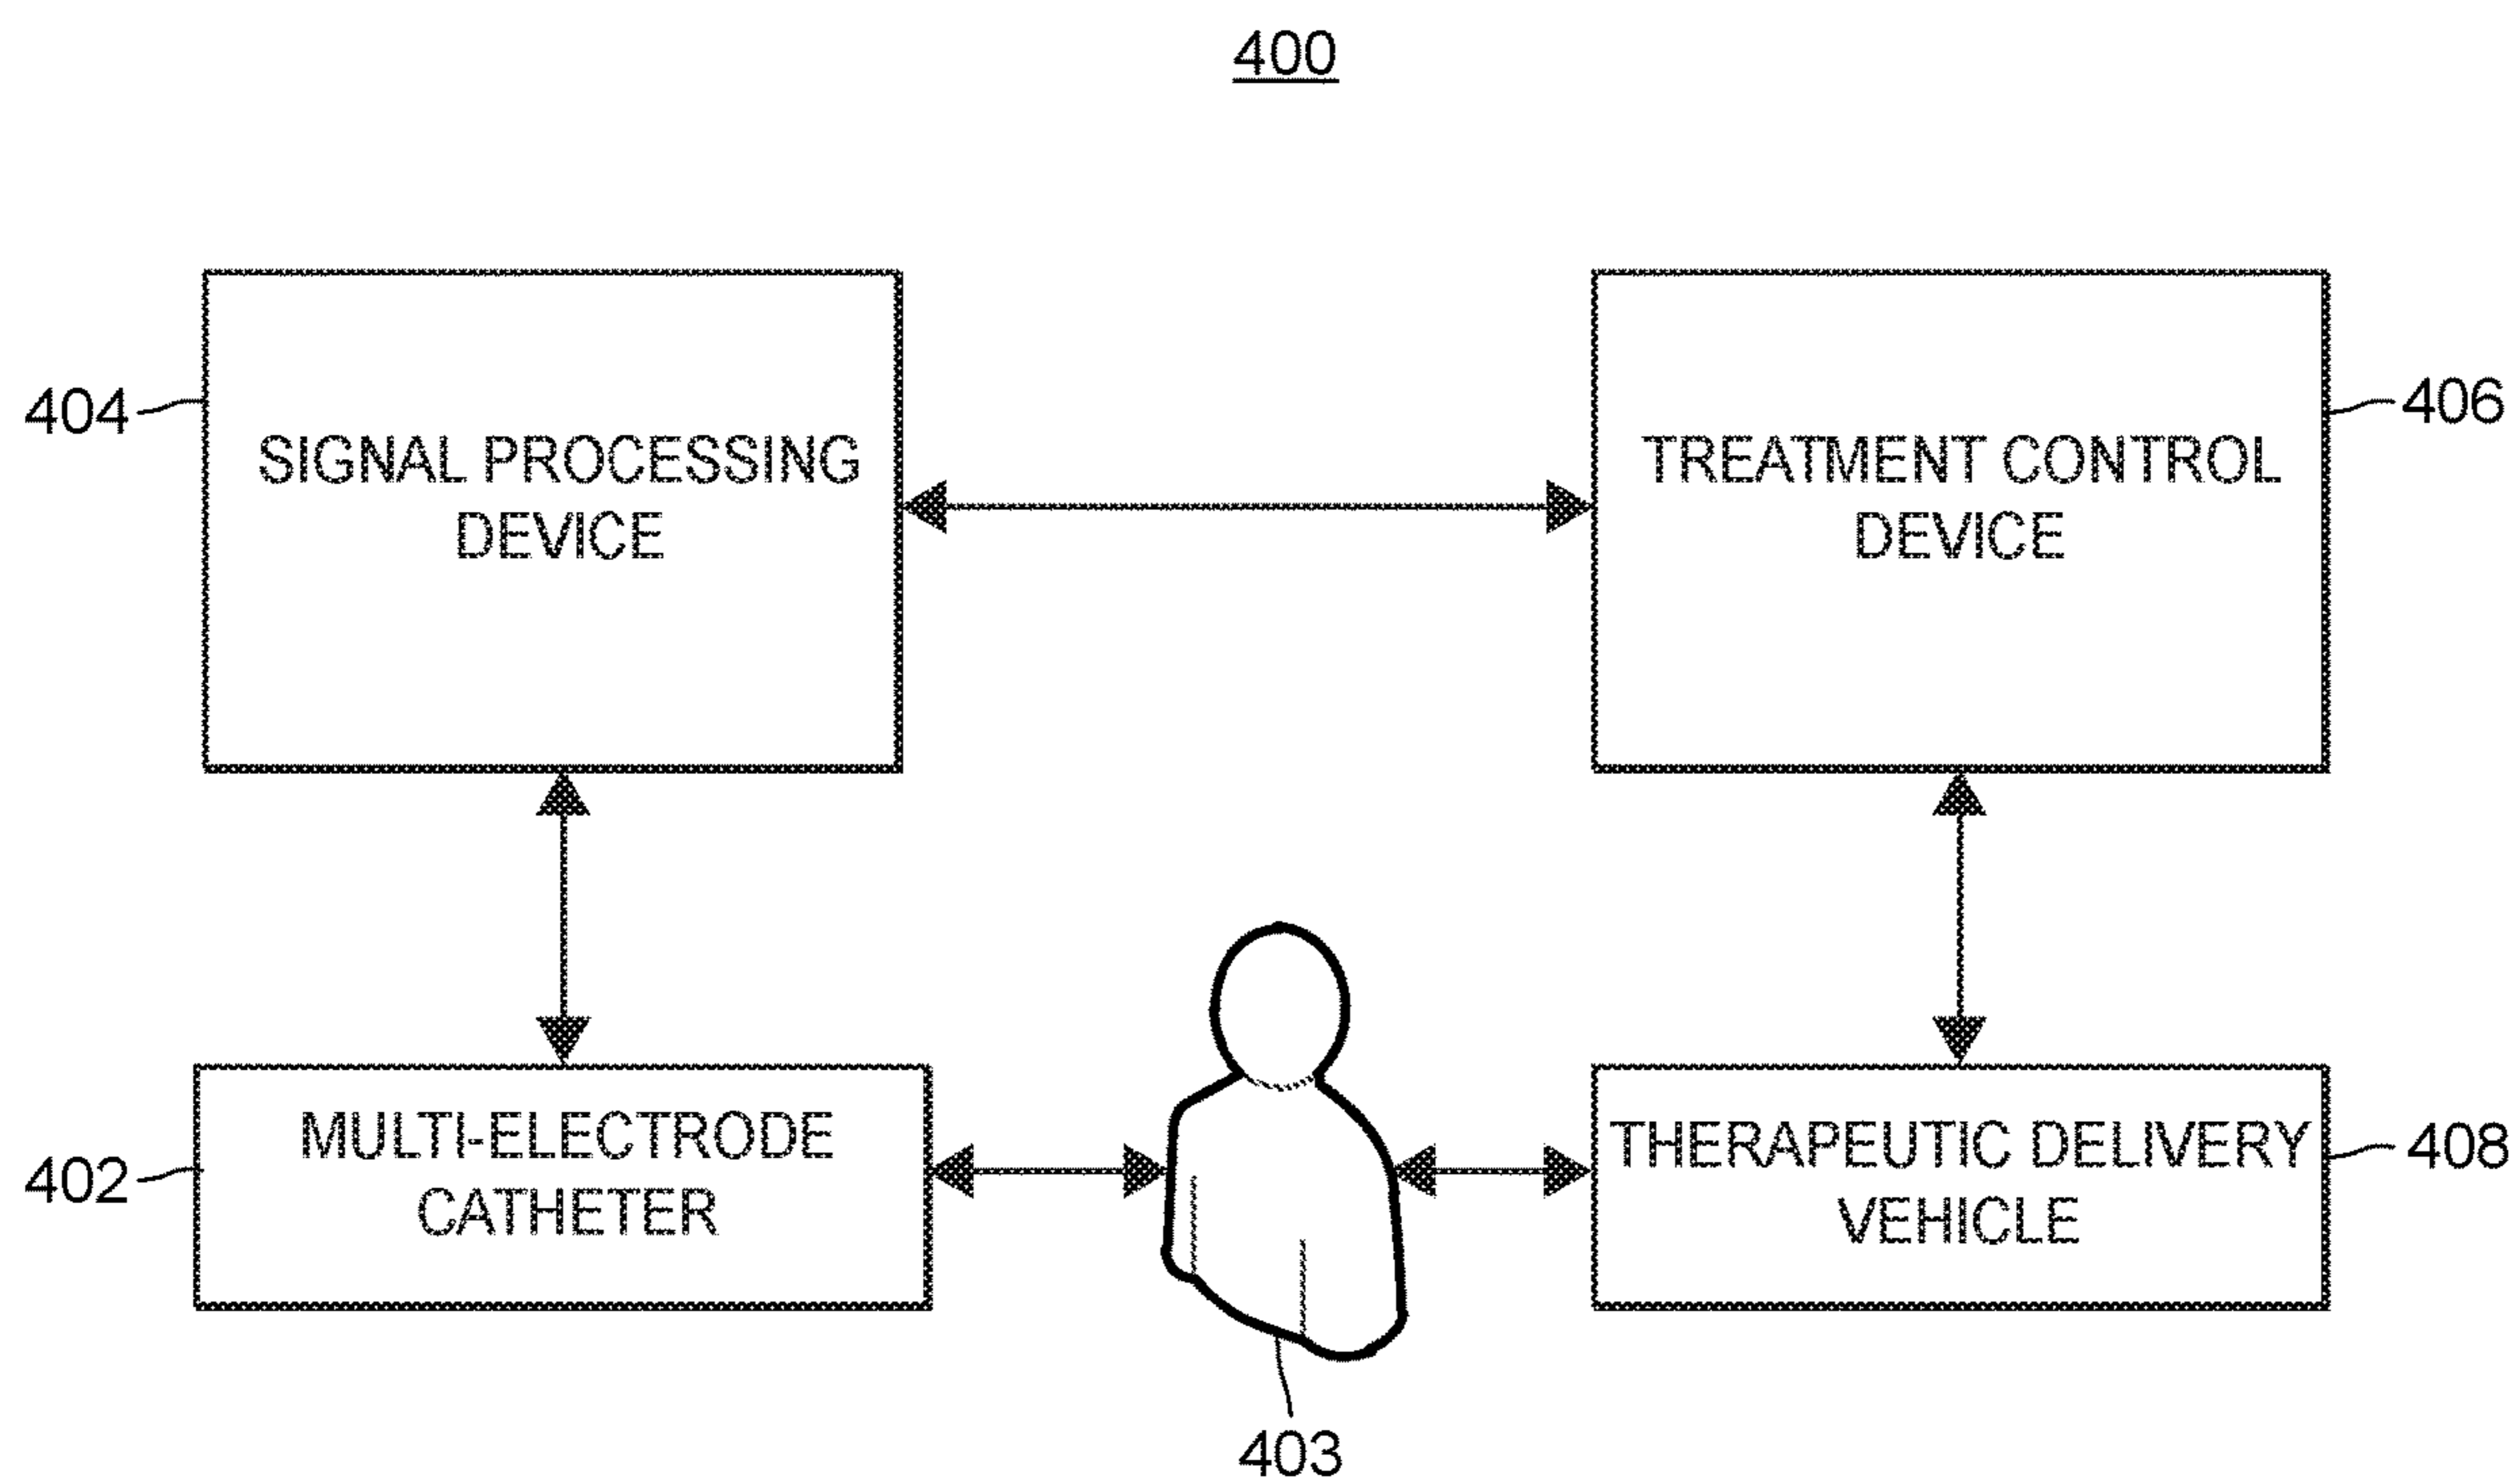 400
404
SIGNAL PROCESSING
DEVICE
TREATMENT CONTROL
DEVICE
406
402
MULTI-ELECTRODE
CATHETER
THERAPEUTIC DELIVERY
VEHICLE
408
403